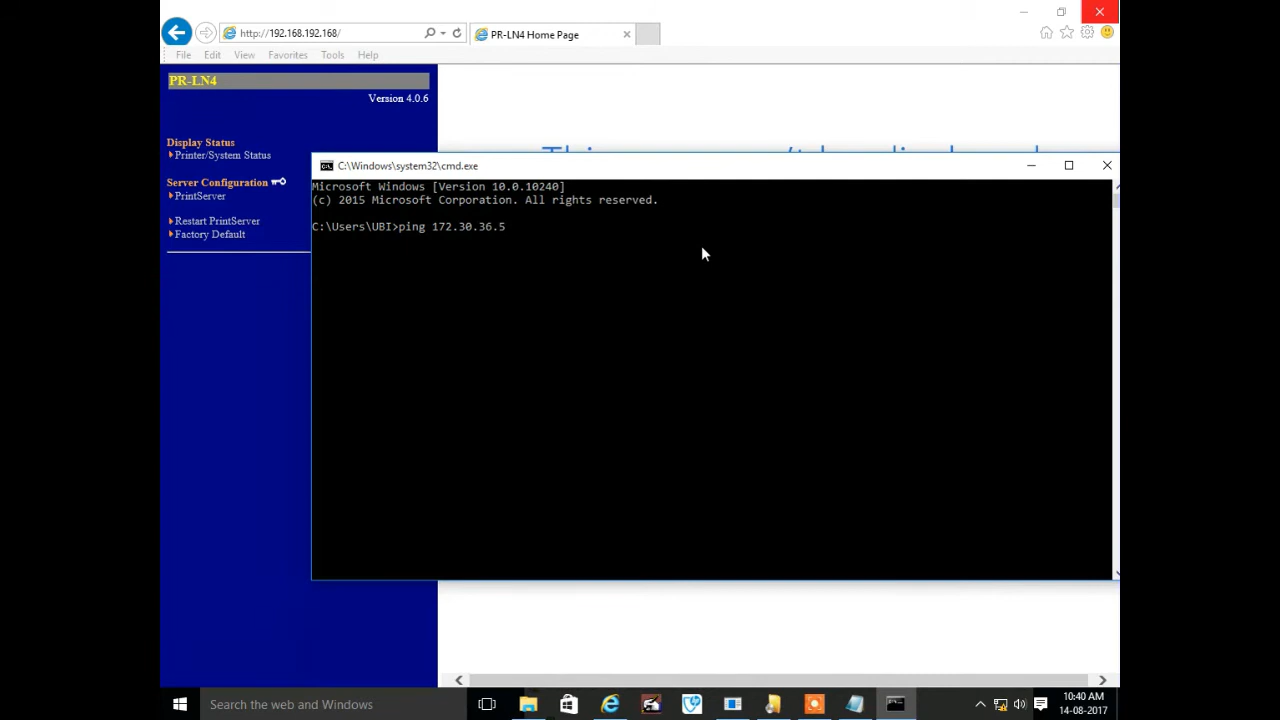 http://192.168.192.168/
PR-LN4 Home Page
File Edit View Favorites Tools Help
PR-LN4
Version 4.0.6
Display Status
Printer/System Status
Server Configuration
PrintServer
Restart PrintServer
Factory Default
C:\Windows\system32\cmd.exe
Microsoft Windows [Version 10.0.10240]
(c) 2015 Microsoft Corporation. All rights reserved.
C:\Users\UBI>ping 172.30.36.5
Search the web and Windows
10:40 AM
14-08-2017